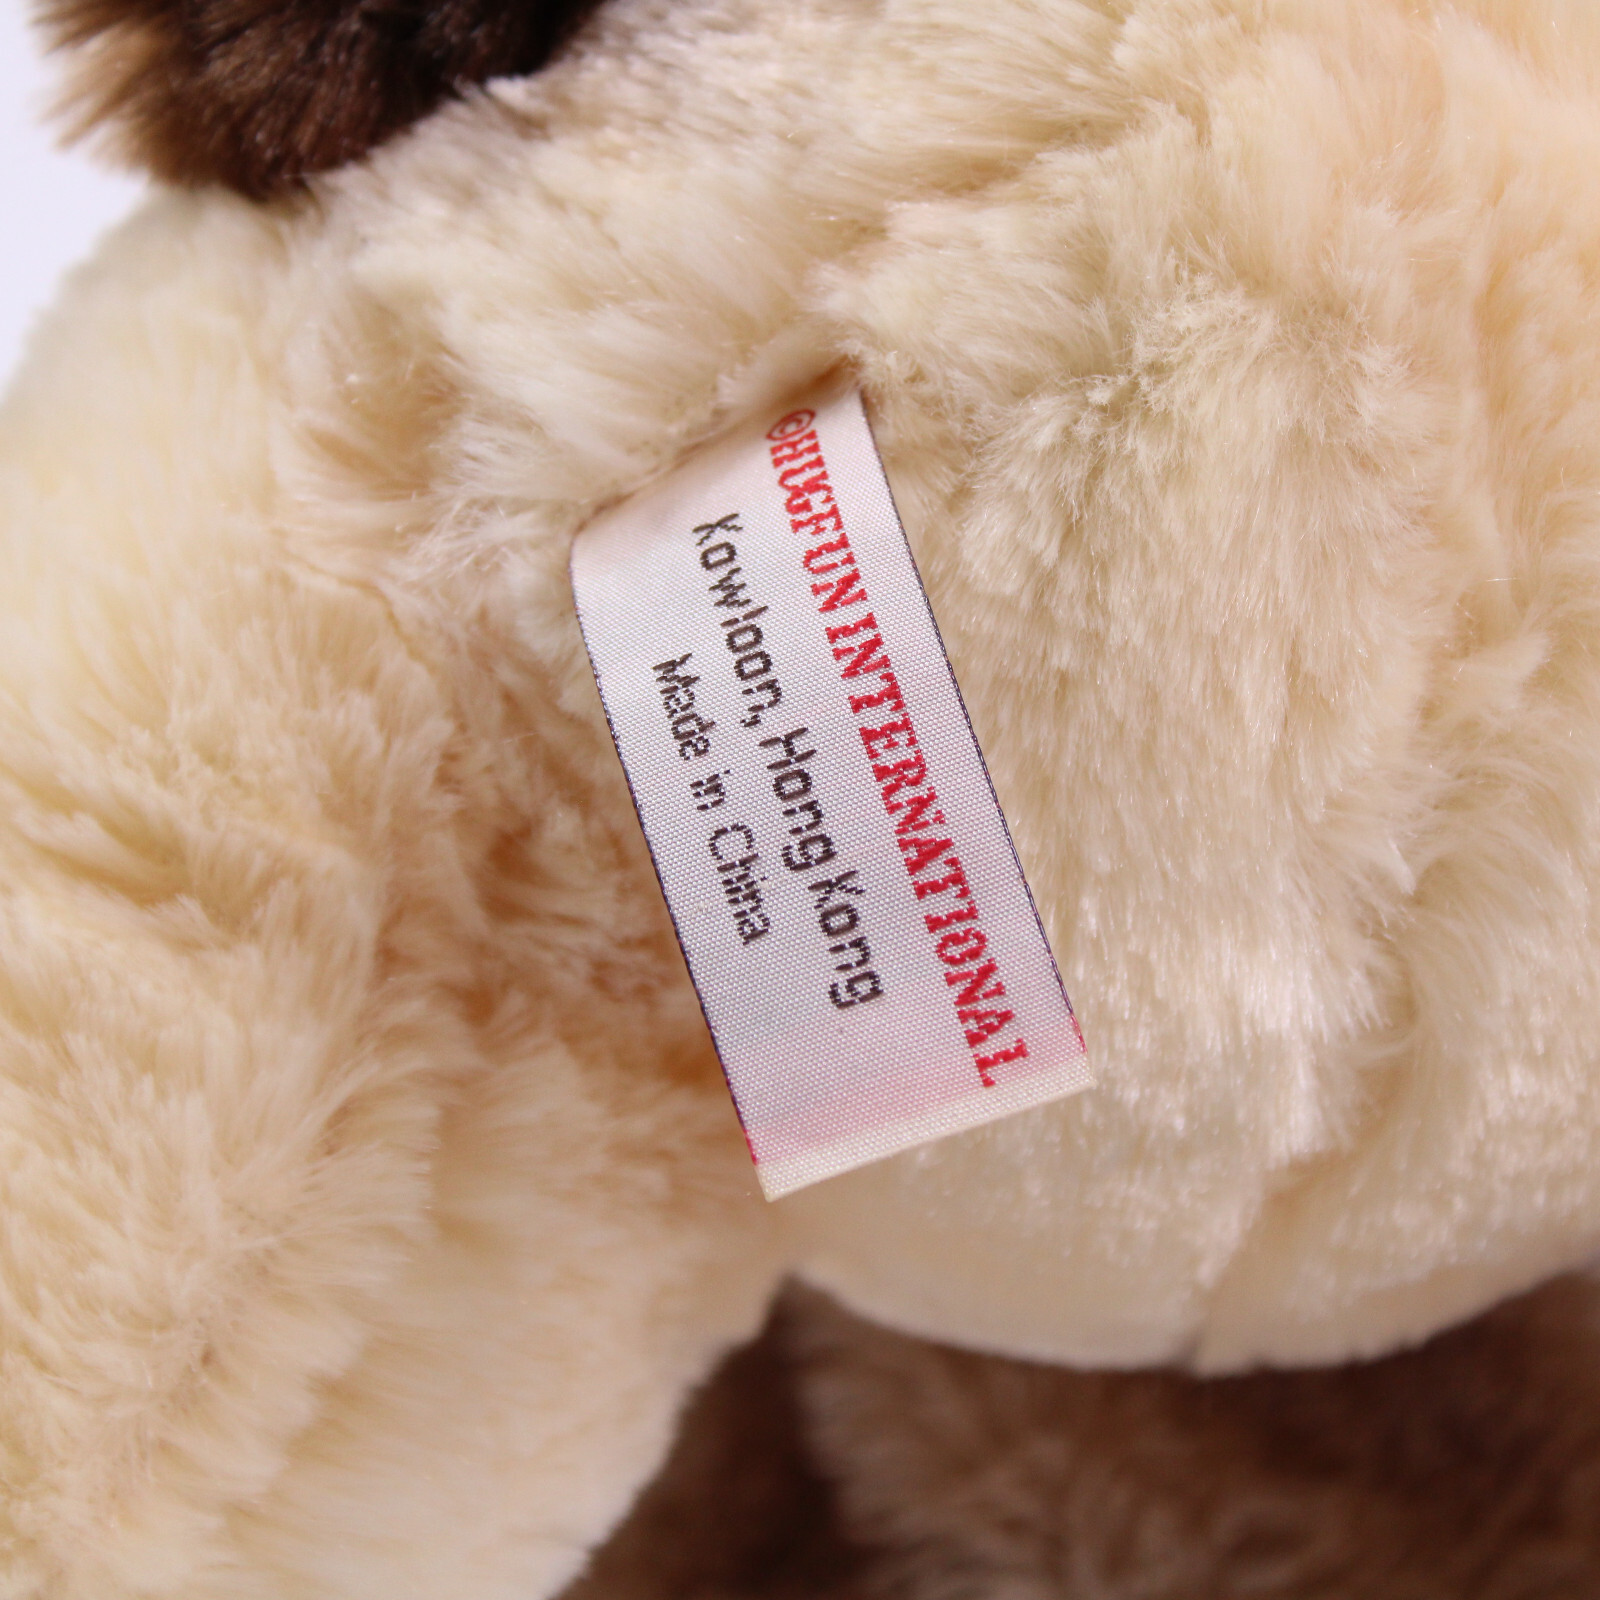 ©HUGFUN INTERNATIONAL
Kowloon, Hong Kong
Made in China